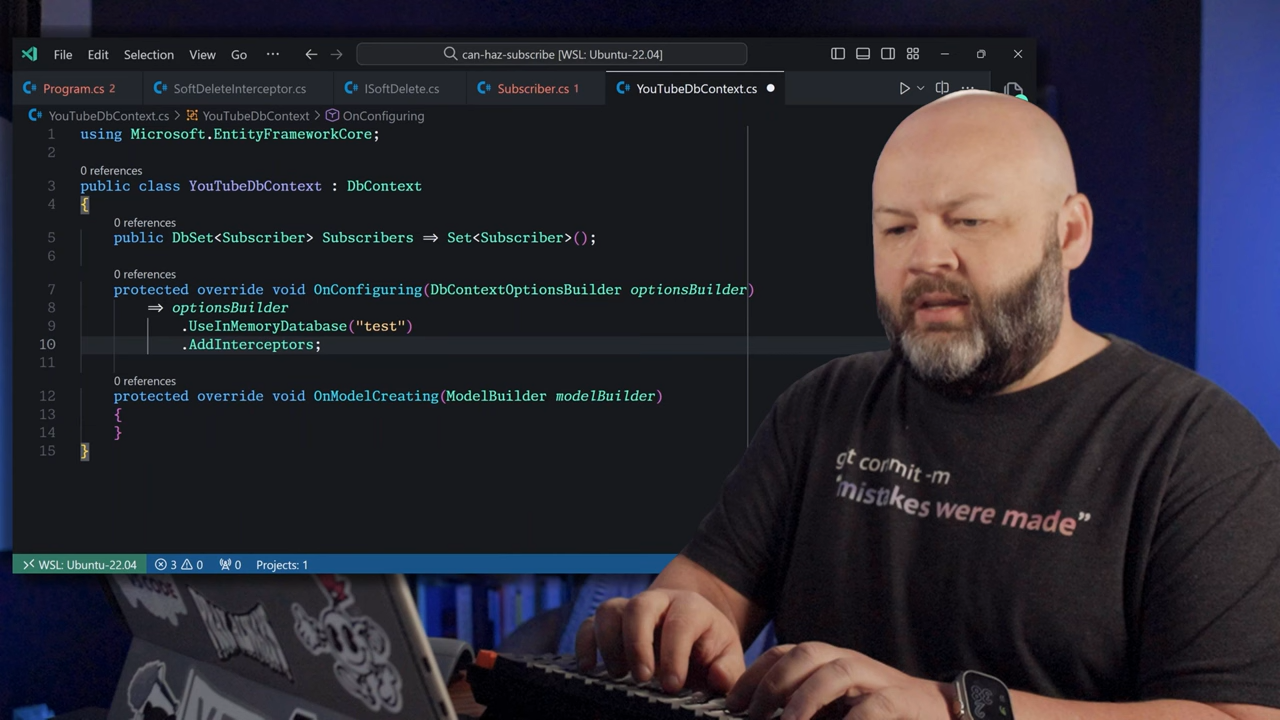 File Edit Selection View Go ··· can-haz-subscribe [WSL: Ubuntu-22.04]
Program.cs 2 SoftDeleteInterceptor.cs ISoftDelete.cs Subscriber.cs 1 YouTubeDbContext.cs
YouTubeDbContext.cs > YouTubeDbContext > OnConfiguring
1 using Microsoft.EntityFrameworkCore;
2
0 references
3 public class YouTubeDbContext : DbContext
4 {
0 references
5 public DbSet<Subscriber> Subscribers ⇒ Set<Subscriber>();
6
0 references
7 protected override void OnConfiguring(DbContextOptionsBuilder optionsBuilder)
8 ⇒ optionsBuilder
9 .UseInMemoryDatabase("test")
10 .AddInterceptors;
11
0 references
12 protected override void OnModelCreating(ModelBuilder modelBuilder)
13 {
14 }
15 }
WSL: Ubuntu-22.04 3 0 0 Projects: 1
git commit -m
"mistakes were made"